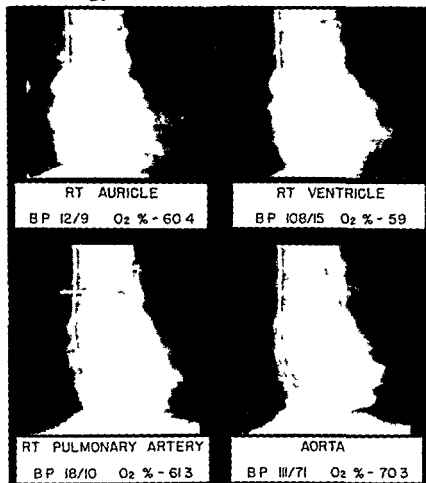 RT AURICLE
BP 12/9 O2 % - 60 4
RT VENTRICLE
BP 108/15 O2 % - 59
RT PULMONARY ARTERY
BP 18/10 O2 % - 61.3
AORTA
BP 111/71 O2 % - 70.3